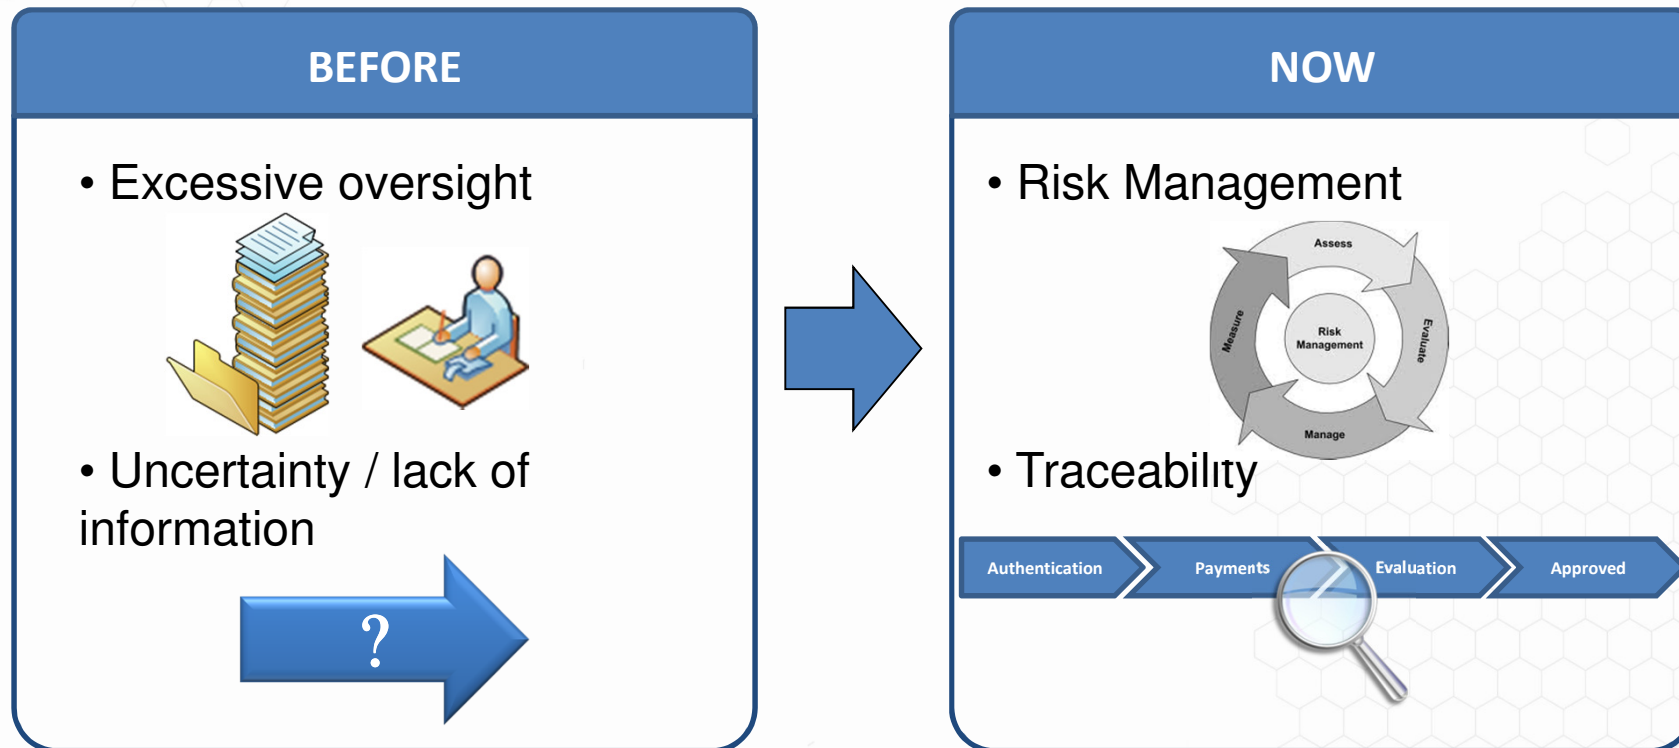 BEFORE
• Excessive oversight
• Uncertainty / lack of
information
?
NOW
• Risk Management
Assess
Evaluate
Manage
Measure
Risk
Management
• Traceability
Authentication
Payments
Evaluation
Approved